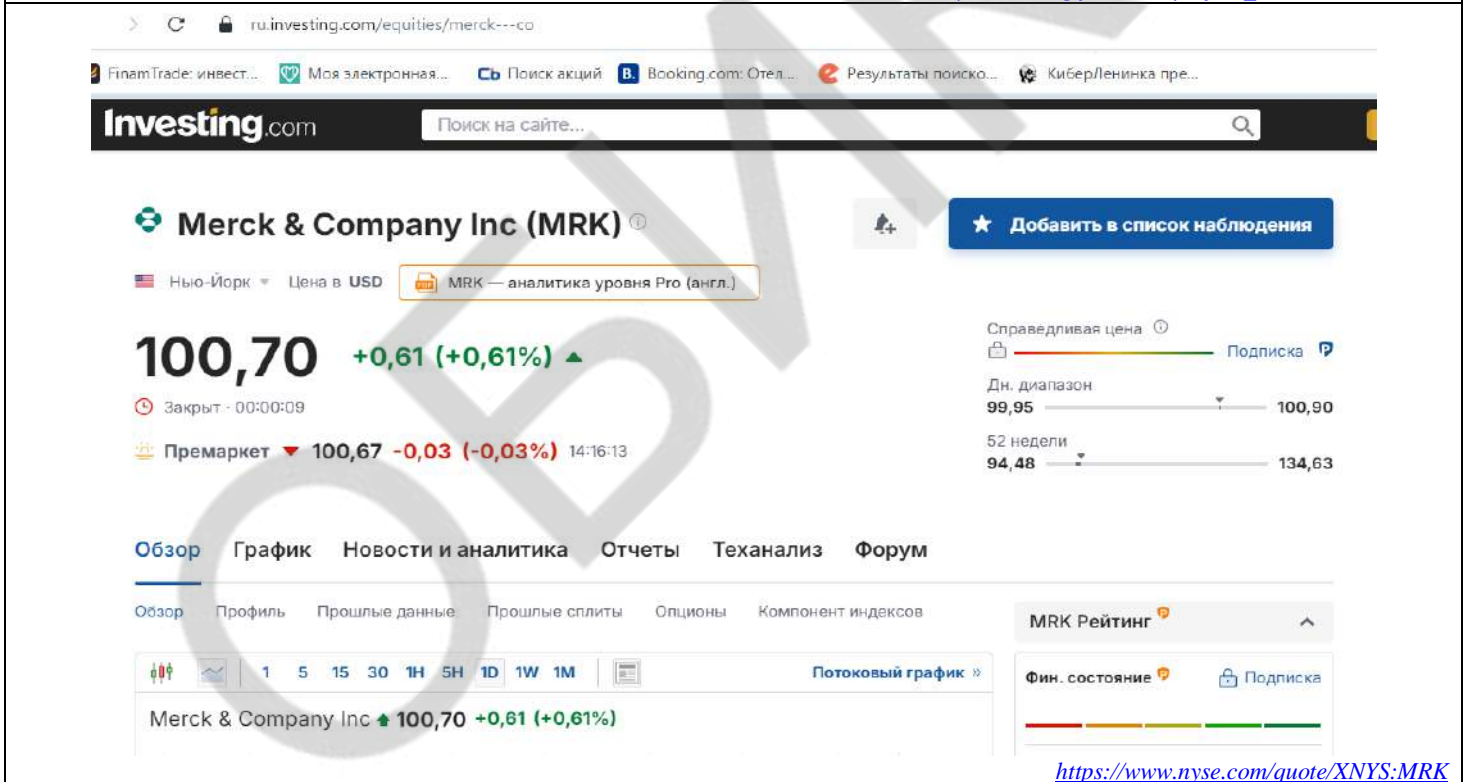 ru.investing.com/equities/merck---co
FinamTrade: инвест... Моя электронная... Сb Поиск акций B. Booking.com: Отел... Результаты поиско... КиберЛенинка пре...
Investing.com Поиск на сайте...
Merck & Company Inc (MRK) Добавить в список наблюдения
Нью-Йорк Цена в USD MRK — аналитика уровня Pro (англ.)
Справедливая цена
100,70 +0,61 (+0,61%) Подписка
Дн. диапазон
Закрыт · 00:00:09 99,95 100,90
52 недели
Премаркет 100,67 -0,03 (-0,03%) 14:16:13 94,48 134,63
Обзор График Новости и аналитика Отчеты Теханализ Форум
Обзор Профиль Прошлые данные Прошлые сплиты Опционы Компонент индексов MRK Рейтинг
1 5 15 30 1H 5H 1D 1W 1M Потоковый график » Фин. состояние Подписка
Merck & Company Inc 100,70 +0,61 (+0,61%)
https://www.nyse.com/quote/XNYS:MRK